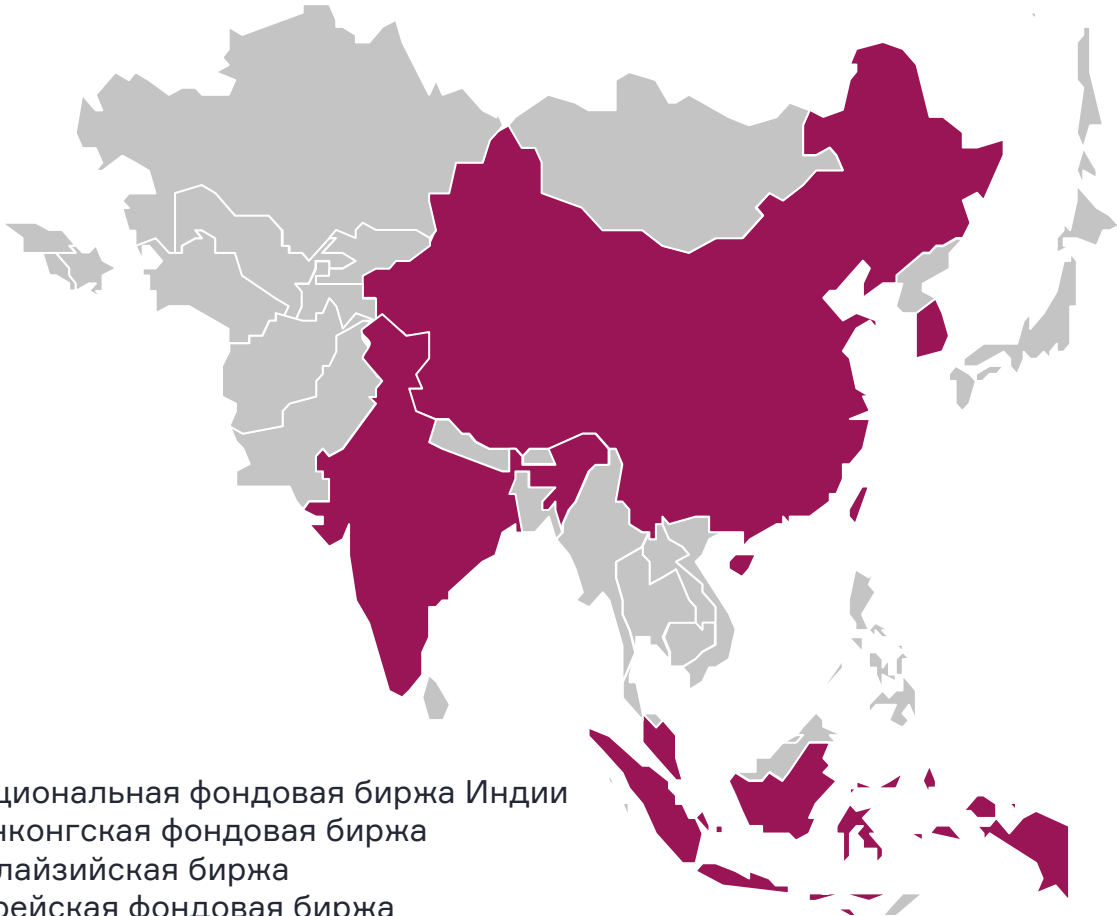 циональная фондовая биржа Индии
нконгская фондовая биржа
лайзийская биржа
рейская фондовая биржа